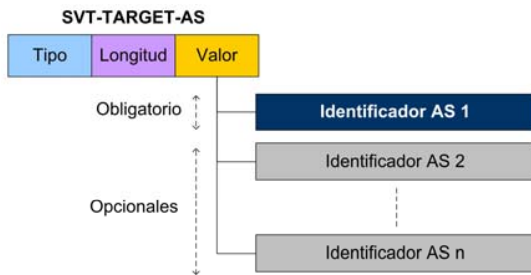 SVT-TARGET-AS
Tipo Longitud Valor
Obligatorio
Identificador AS 1
Identificador AS 2
Opcionales
Identificador AS n